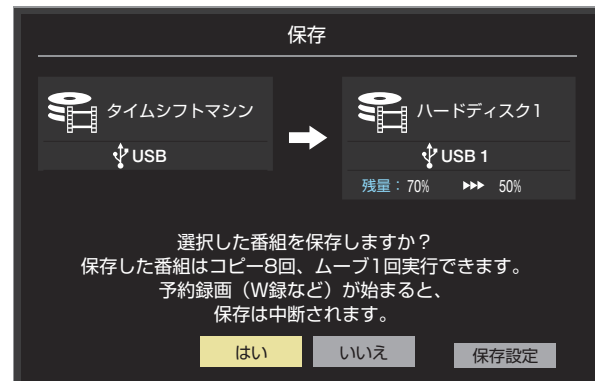 保存
タイムシフトマシン
USB
ハードディスク1
USB 1
残量：70% ▶▶▶ 50%
選択した番組を保存しますか？
保存した番組はコピー8回、ムーブ1回実行できます。
予約録画（W録など）が始まると、
保存は中断されます。
はい
いいえ
保存設定